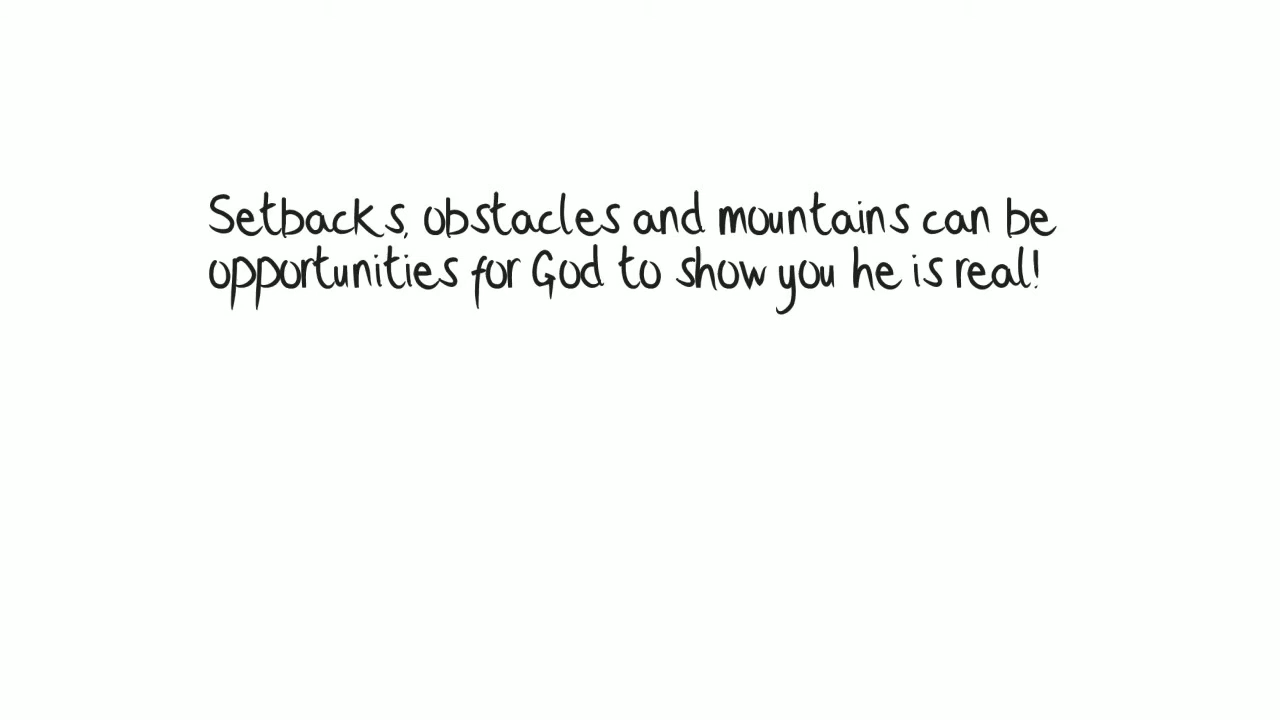 Setbacks, obstacles and mountains can be
opportunities for God to show you he is real!